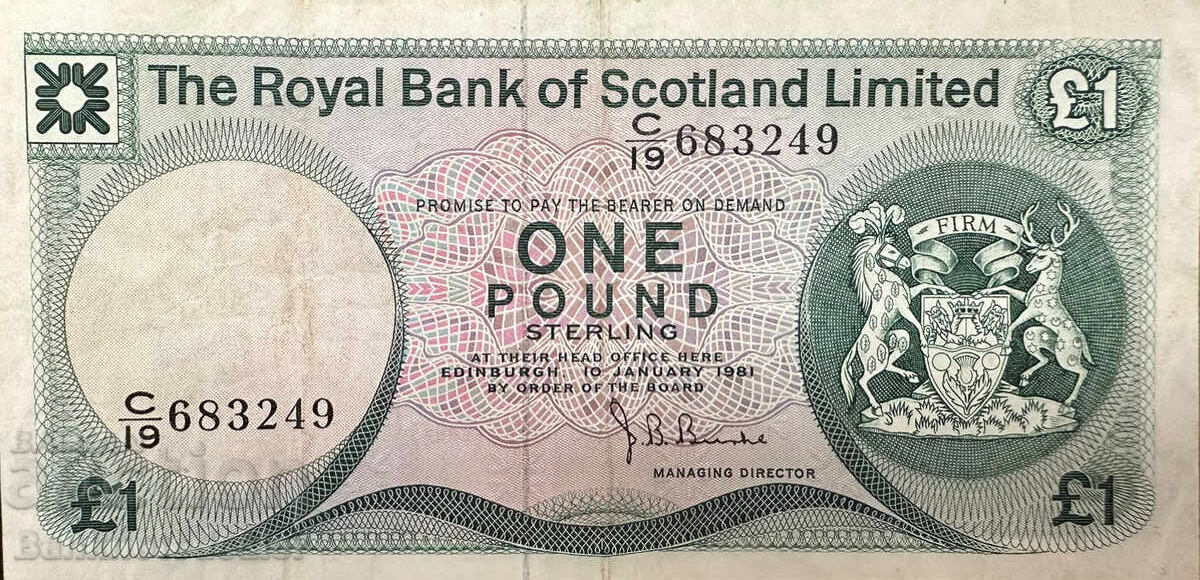 The Royal Bank of Scotland Limited
£1
C/19 683249
PROMISE TO PAY THE BEARER ON DEMAND
ONE
POUND
STERLING
AT THEIR HEAD OFFICE HERE
EDINBURGH, 10 JANUARY 1981
BY ORDER OF THE BOARD
J. B. Burke
MANAGING DIRECTOR
FIRM
C/19 683249
£1
£1